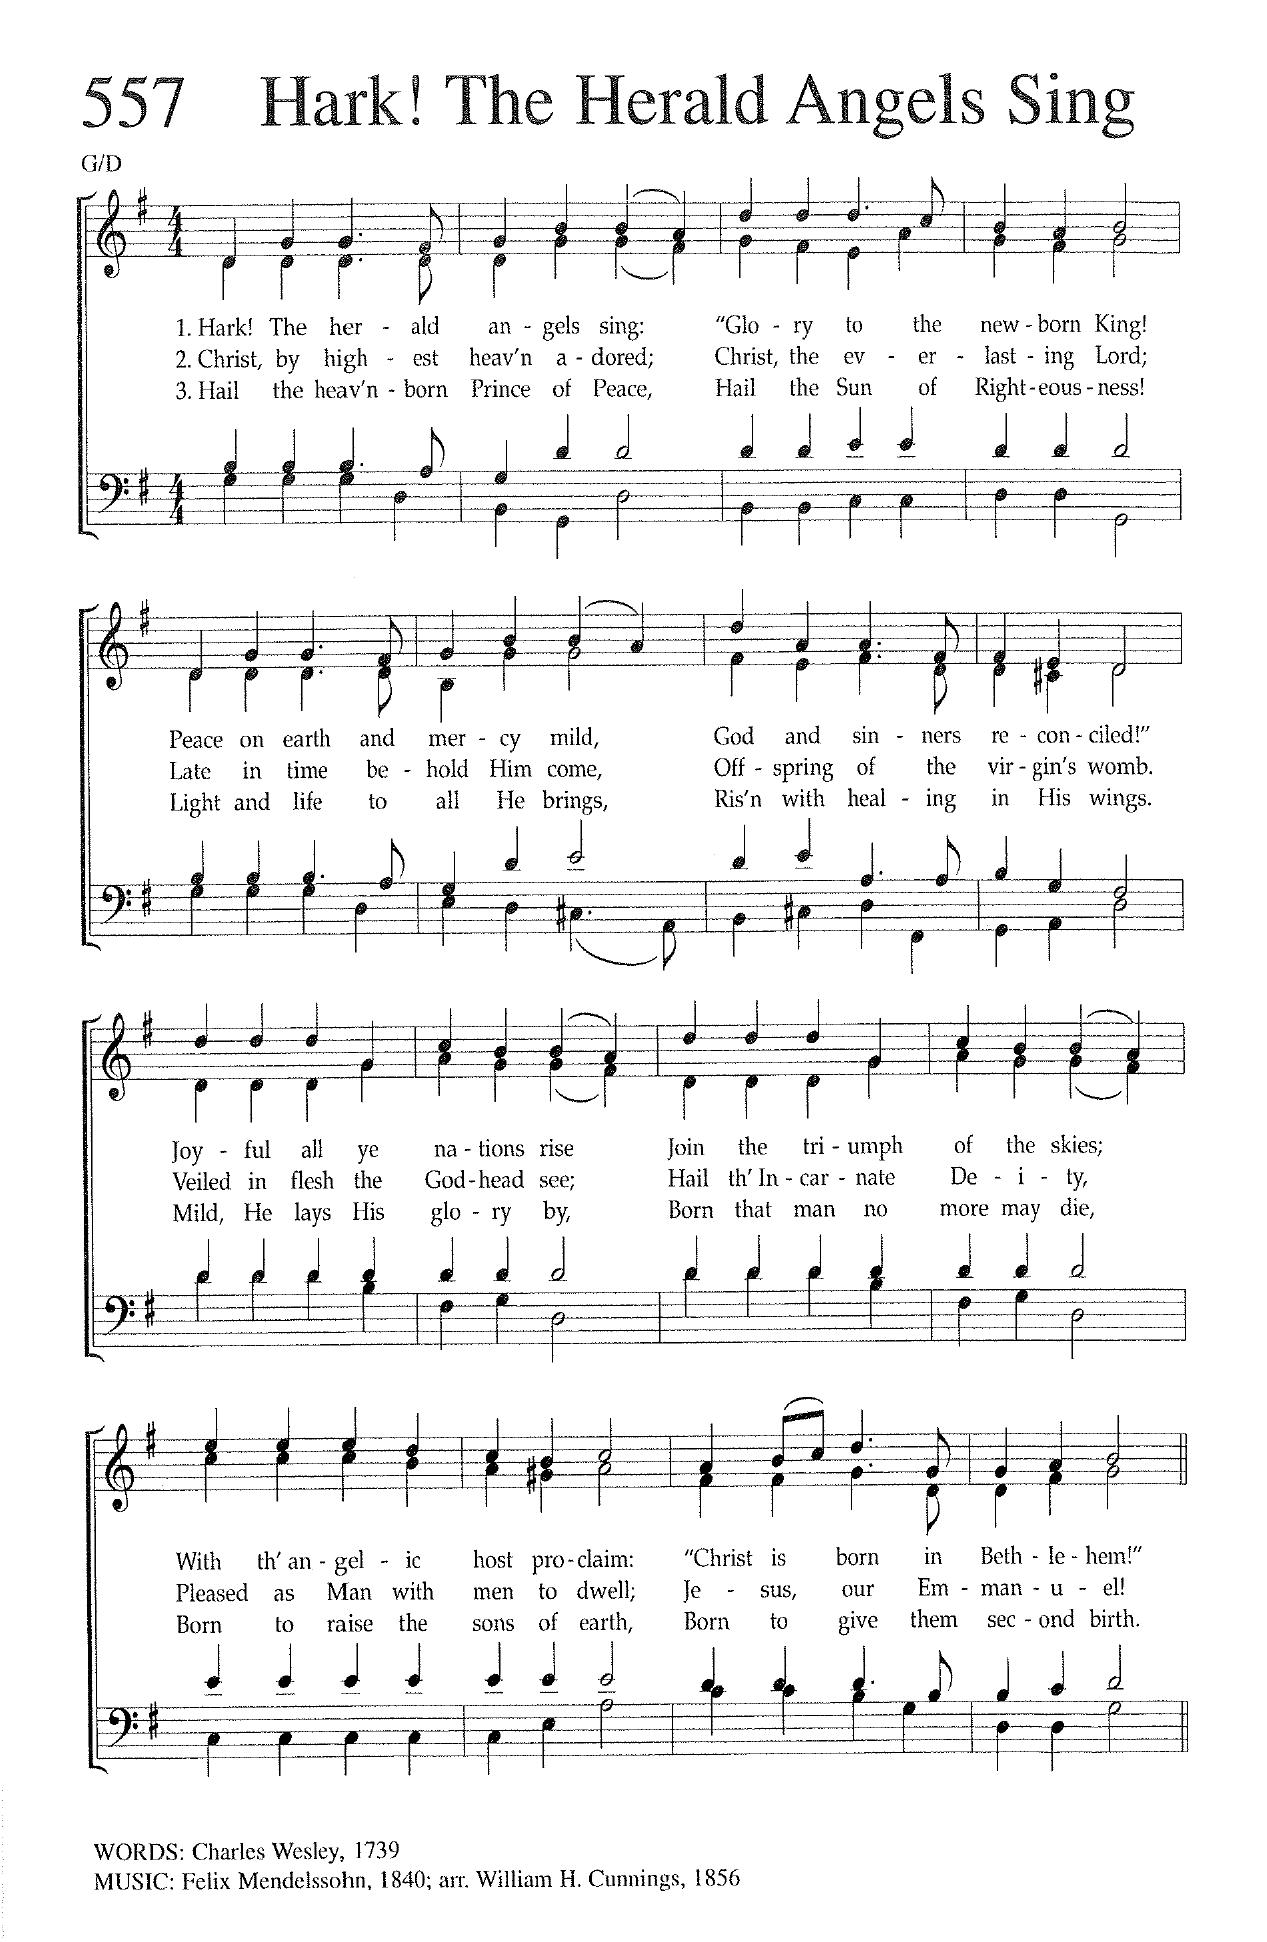 557 Hark! The Herald Angels Sing
G/D
1. Hark! The her - ald an - gels sing: “Glo - ry to the new - born King!
2. Christ, by high - est heav’n a - dored; Christ, the ev - er - last - ing Lord;
3. Hail the heav’n - born Prince of Peace, Hail the Sun of Right - eous - ness!
Peace on earth and mer - cy mild, God and sin - ners re - con - ciled!”
Late in time be - hold Him come, Off - spring of the vir - gin’s womb.
Light and life to all He brings, Ris’n with heal - ing in His wings.
Joy - ful all ye na - tions rise Join the tri - umph of the skies;
Veiled in flesh the God - head see; Hail th’ In - car - nate De - i - ty,
Mild, He lays His glo - ry by, Born that man no more may die,
With th’ an - gel - ic host pro - claim: “Christ is born in Beth - le - hem!”
Pleased as Man with men to dwell; Je - sus, our Em - man - u - el!
Born to raise the sons of earth, Born to give them sec - ond birth.
WORDS: Charles Wesley, 1739
MUSIC: Felix Mendelssohn, 1840; arr. William H. Cunnings, 1856